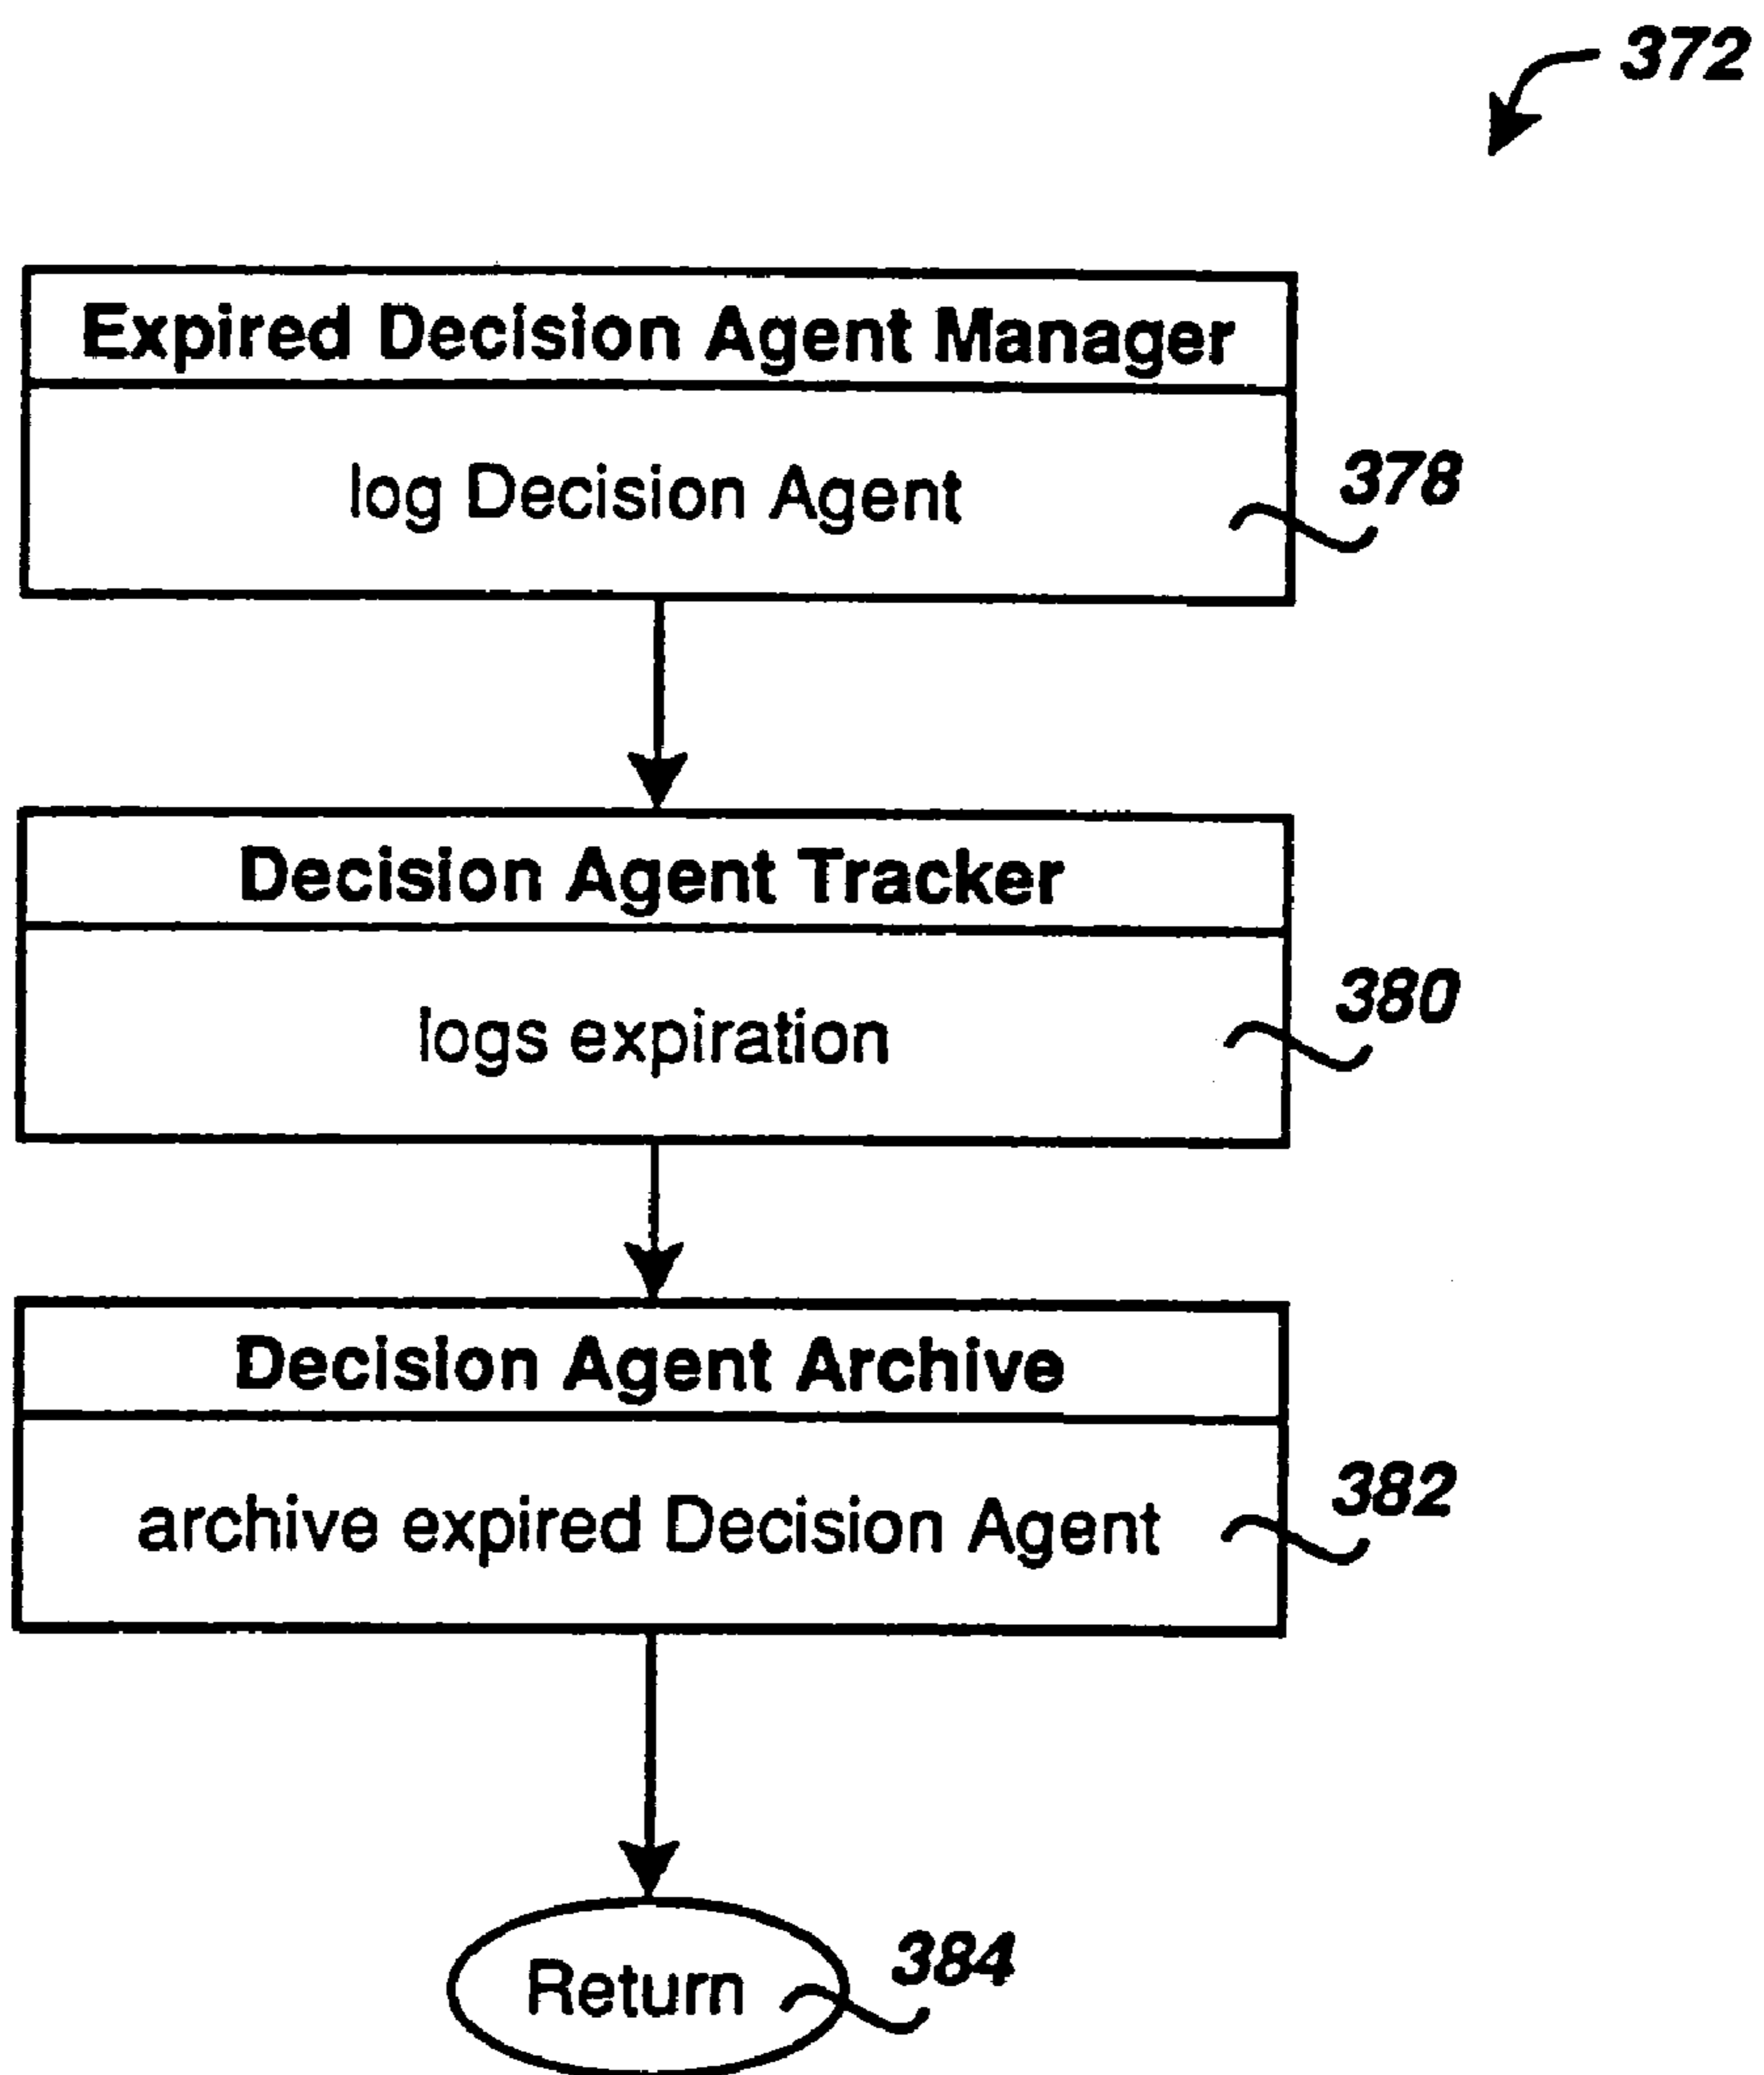 372
Expired Decision Agent Manager
log Decision Agent
378
Decision Agent Tracker
logs expiration
380
Decision Agent Archive
archive expired Decision Agent
382
Return
384